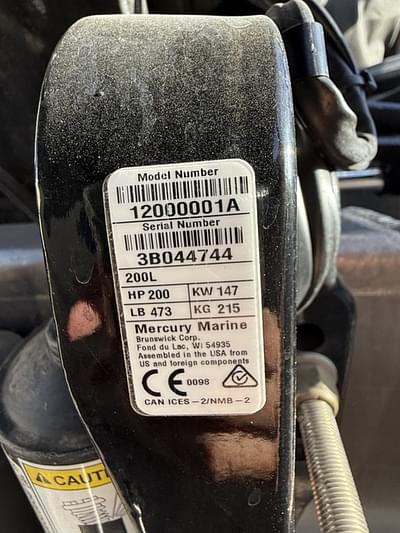 Model Number
12000001A
Serial Number
3B044744
200L
HP 200 KW 147
LB 473 KG 215
Mercury Marine
Brunswick Corp.
Fond du Lac, Wi 54935
Assembled in the USA from
US and foreign components
CE 0098
CAN ICES-2/NMB-2
CAUT